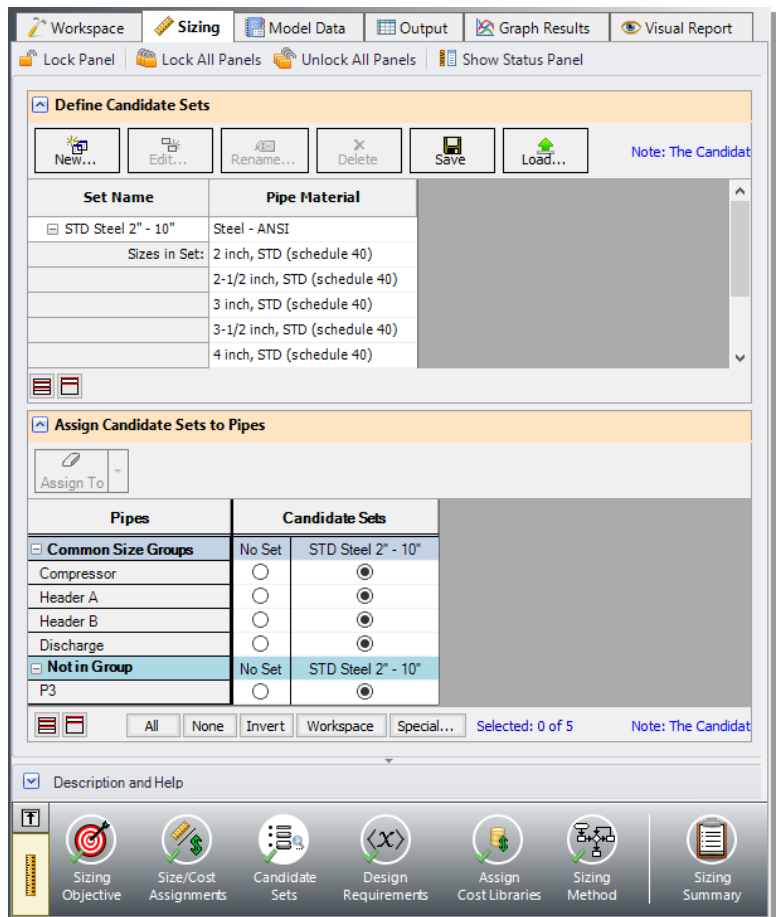 Workspace Sizing Model Data Output Graph Results Visual Report
Lock Panel Lock All Panels Unlock All Panels Show Status Panel
Define Candidate Sets
New... Edit... Rename... Delete Save Load... Note: The Candidat
Set Name Pipe Material
STD Steel 2" - 10" Steel - ANSI
Sizes in Set: 2 inch, STD (schedule 40)
2-1/2 inch, STD (schedule 40)
3 inch, STD (schedule 40)
3-1/2 inch, STD (schedule 40)
4 inch, STD (schedule 40)
Assign Candidate Sets to Pipes
Assign To
Pipes Candidate Sets
Common Size Groups No Set STD Steel 2" - 10"
Compressor
Header A
Header B
Discharge
Not in Group No Set STD Steel 2" - 10"
P3
All None Invert Workspace Special... Selected: 0 of 5 Note: The Candidat
Description and Help
Sizing Size/Cost Candidate Design Assign Sizing Sizing
Objective Assignments Sets Requirements Cost Libraries Method Summary